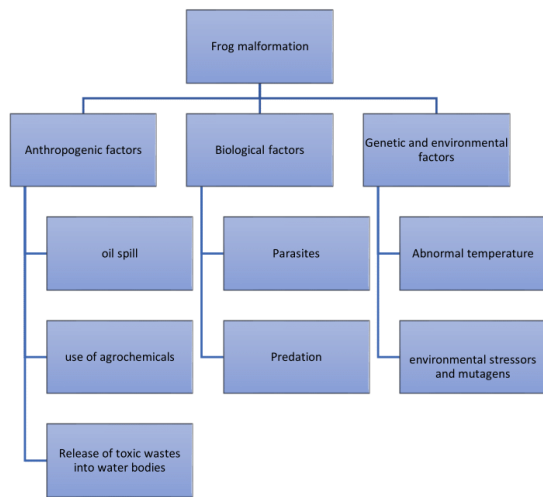 Frog malformation
Anthropogenic factors
Biological factors
Genetic and environmental
factors
oil spill
Parasites
Abnormal temperature
use of agrochemicals
Predation
environmental stressors
and mutagens
Release of toxic wastes
into water bodies